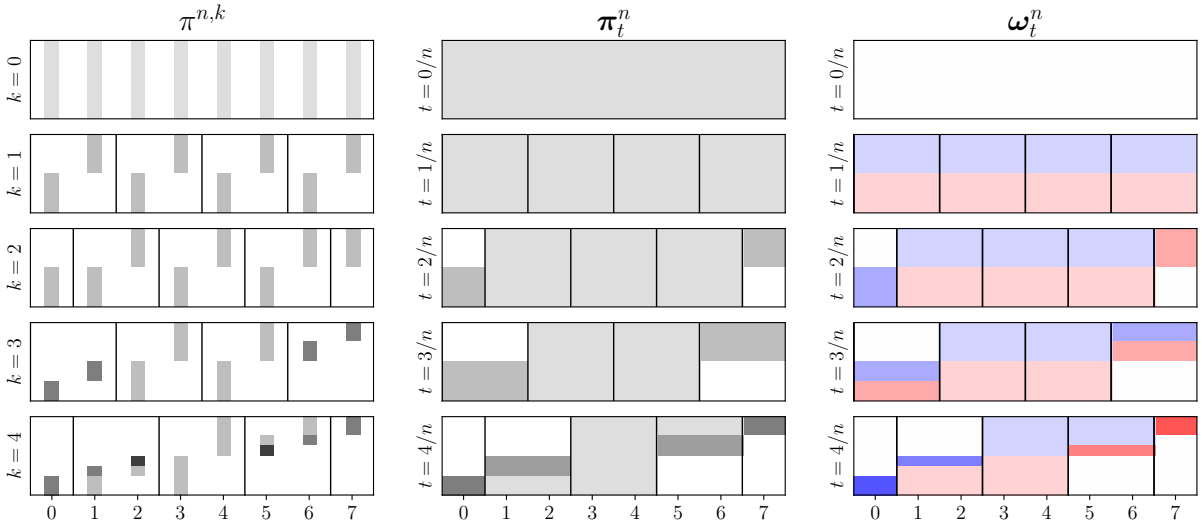 π^{n,k} π_t^n ω_t^n
k = 0 t = 0/n t = 0/n
k = 1 t = 1/n t = 1/n
k = 2 t = 2/n t = 2/n
k = 3 t = 3/n t = 3/n
k = 4 t = 4/n t = 4/n
0 1 2 3 4 5 6 7 0 1 2 3 4 5 6 7 0 1 2 3 4 5 6 7